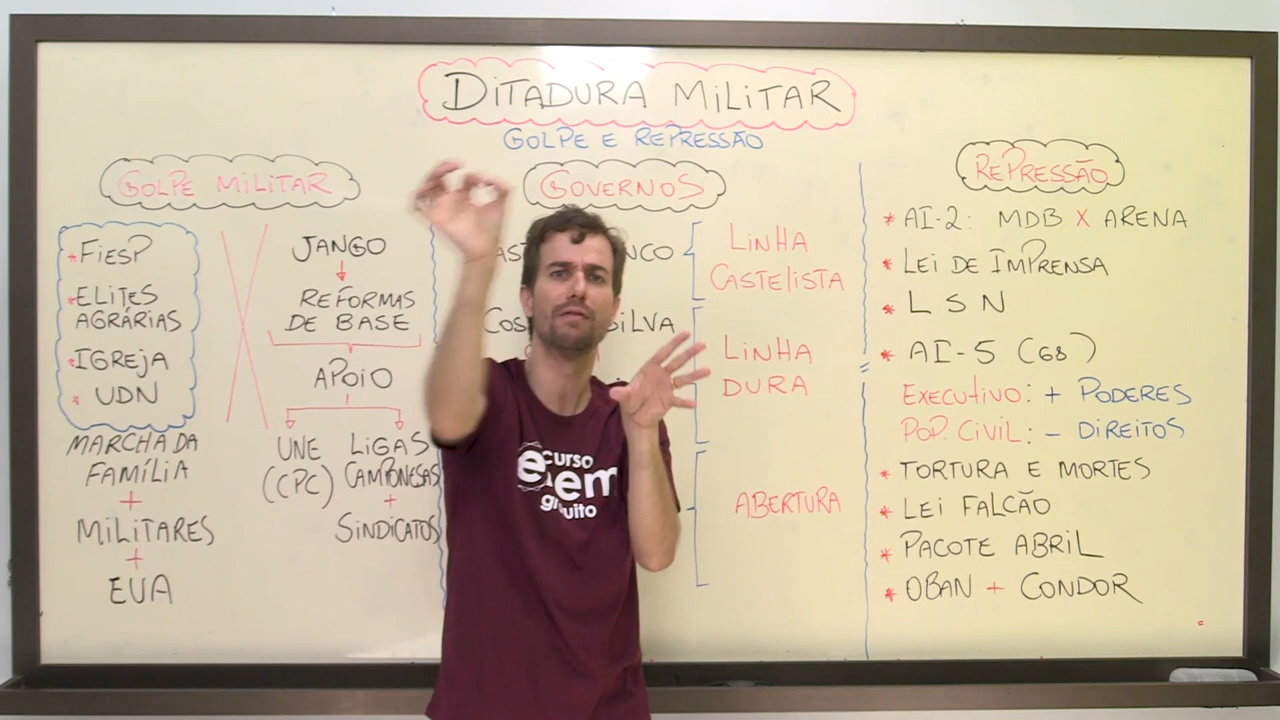 DITADURA MILITAR
GOLPE E REPRESSÃO
GOLPE MILITAR
* FIESP
* ELITES
AGRÁRIAS
* IGREJA
* UDN
MARCHA DA
FAMÍLIA
+
MILITARES
+
EUA
JANGO
REFORMAS
DE BASE
APOIO
UNE
(CPC)
LIGAS
CAMPONESAS
+
SINDICATOS
GOVERNOS
LINHA
CASTELISTA
LINHA
DURA
ABERTURA
REPRESSÃO
* AI-2: MDB X ARENA
* LEI DE IMPRENSA
* LSN
* AI-5 (68)
EXECUTIVO: + PODERES
POP. CIVIL: - DIREITOS
* TORTURA E MORTES
* LEI FALCÃO
* PACOTE ABRIL
* OBAN + CONDOR
curso
enem
gratuito